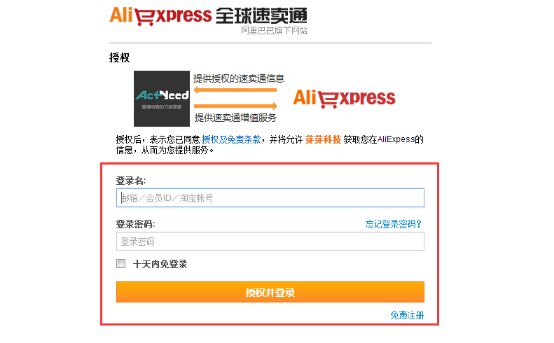 AliExpress 全球速卖通
阿里巴巴旗下网站
授权
ActNeed
提供授权的速卖通信息
提供速卖通增值服务
AliExpress
授权后，表示您已同意 授权及免责条款，并将允许 芽芽科技 获取您在AliExpess的
信息，从而为您提供服务。
登录名:
邮箱／会员ID／淘宝帐号
登录密码:
忘记登录密码?
登录密码
十天内免登录
授权并登录
免费注册